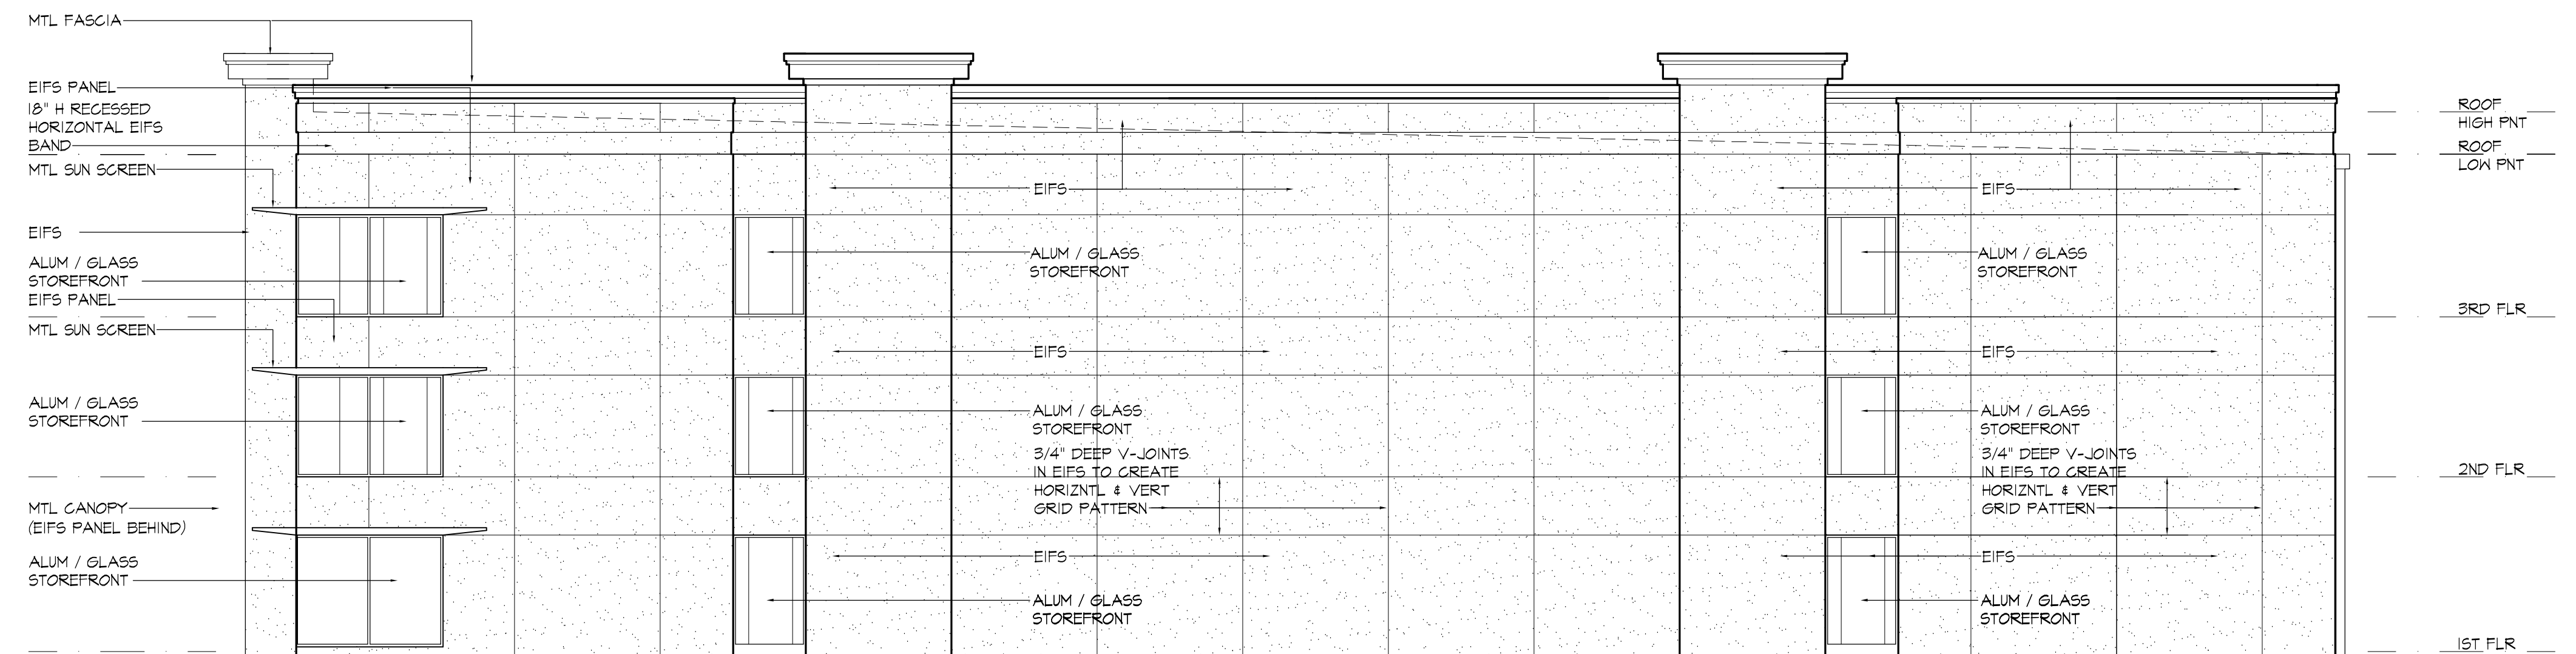 MTL FASCIA
EIFS PANEL
18" H RECESSED
HORIZONTAL EIFS
BAND
MTL SUN SCREEN
EIFS
ALUM / GLASS
STOREFRONT
EIFS PANEL
MTL SUN SCREEN
ALUM / GLASS
STOREFRONT
MTL CANOPY
(EIFS PANEL BEHIND)
ALUM / GLASS
STOREFRONT
EIFS
ALUM / GLASS
STOREFRONT
EIFS
ALUM / GLASS
STOREFRONT
3/4" DEEP V-JOINTS
IN EIFS TO CREATE
HORIZNTL & VERT
GRID PATTERN
EIFS
ALUM / GLASS
STOREFRONT
EIFS
ALUM / GLASS
STOREFRONT
EIFS
ALUM / GLASS
STOREFRONT
3/4" DEEP V-JOINTS
IN EIFS TO CREATE
HORIZNTL & VERT
GRID PATTERN
EIFS
ALUM / GLASS
STOREFRONT
ROOF
HIGH PNT
ROOF
LOW PNT
3RD FLR
2ND FLR
1ST FLR